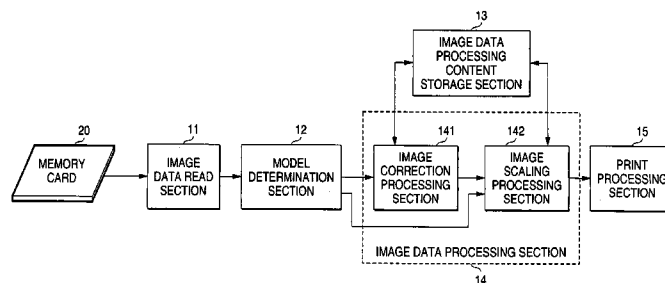 13
IMAGE DATA
PROCESSING
CONTENT
STORAGE SECTION
20
MEMORY
CARD
11
IMAGE
DATA READ
SECTION
12
MODEL
DETERMINATION
SECTION
141
IMAGE
CORRECTION
PROCESSING
SECTION
142
IMAGE
SCALING
PROCESSING
SECTION
15
PRINT
PROCESSING
SECTION
IMAGE DATA PROCESSING SECTION
14